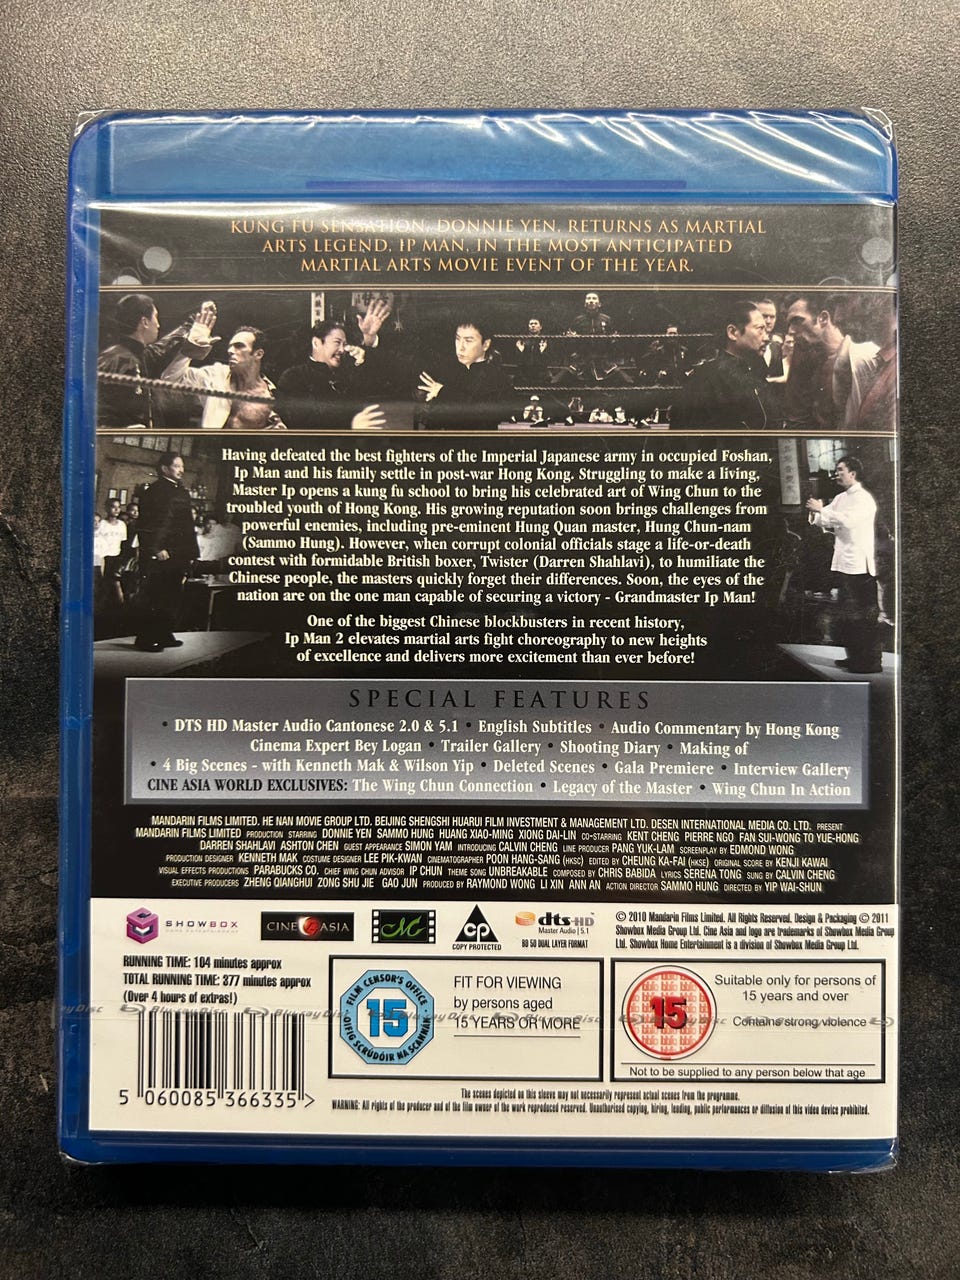 KUNG FU SENSATION, DONNIE YEN, RETURNS AS MARTIAL
ARTS LEGEND, IP MAN, IN THE MOST ANTICIPATED
MARTIAL ARTS MOVIE EVENT OF THE YEAR.
Having defeated the best fighters of the Imperial Japanese army in occupied Foshan,
Ip Man and his family settle in post-war Hong Kong. Struggling to make a living,
Master Ip opens a kung fu school to bring his celebrated art of Wing Chun to the
troubled youth of Hong Kong. His growing reputation soon brings challenges from
powerful enemies, including pre-eminent Hung Quan master, Hung Chun-nam
(Sammo Hung). However, when corrupt colonial officials stage a life-or-death
contest with formidable British boxer, Twister (Darren Shahlavi), to humiliate the
Chinese people, the masters quickly forget their differences. Soon, the eyes of the
nation are on the one man capable of securing a victory - Grandmaster Ip Man!
One of the biggest Chinese blockbusters in recent history,
Ip Man 2 elevates martial arts fight choreography to new heights
of excellence and delivers more excitement than ever before!
SPECIAL FEATURES
• DTS HD Master Audio Cantonese 2.0 & 5.1 • English Subtitles • Audio Commentary by Hong Kong
Cinema Expert Bey Logan • Trailer Gallery • Shooting Diary • Making of
• 4 Big Scenes - with Kenneth Mak & Wilson Yip • Deleted Scenes • Gala Premiere • Interview Gallery
CINE ASIA WORLD EXCLUSIVES: The Wing Chun Connection • Legacy of the Master • Wing Chun In Action
MANDARIN FILMS LIMITED. HE NAN MOVIE GROUP LTD. BEIJING SHENGSHI HUARUI FILM INVESTMENT & MANAGEMENT LTD. DESEN INTERNATIONAL MEDIA CO. LTD. PRESENT
MANDARIN FILMS LIMITED PRODUCTION STARRING DONNIE YEN SAMMO HUNG HUANG XIAO-MING XIONG DAI-LIN CO-STARRING KENT CHENG PIERRE NGO FAN SUI-WONG TO YUE-HONG
DARREN SHAHLAVI ASHTON CHEN GUEST APPEARANCE SIMON YAM INTRODUCING CALVIN CHENG LINE PRODUCER PANG YUK-LAM SCREENPLAY BY EDMOND WONG
PRODUCTION DESIGNER KENNETH MAK COSTUME DESIGNER LEE PIK-KWAN CINEMATOGRAPHER POON HANG-SANG (HKSC) EDITED BY CHEUNG KA-FAI (HKSE) ORIGINAL SCORE BY KENJI KAWAI
VISUAL EFFECTS PRODUCTION PARABUCKS CO. CHIEF WING CHUN ADVISOR IP CHUN THEME SONG UNBREAKABLE COMPOSED BY CHRIS BABIDA LYRICS SERENA TONG SUNG BY CALVIN CHENG
EXECUTIVE PRODUCERS ZHENG QIANGHUI ZONG SHU JIE GAO JUN PRODUCED BY RAYMOND WONG LI XIN ANN AN ACTION DIRECTOR SAMMO HUNG DIRECTED BY YIP WAI-SHUN
SHOWBOX
HOME ENTERTAINMENT
CINE ASIA
COPY PROTECTED
dts-HD
Master Audio | 5.1
BD 50 DUAL LAYER FORMAT
© 2010 Mandarin Films Limited. All Rights Reserved. Design & Packaging © 2011
Showbox Media Group Ltd. Cine Asia and logo are trademarks of Showbox Media Group
Ltd. Showbox Home Entertainment is a division of Showbox Media Group Ltd.
RUNNING TIME: 104 minutes approx
TOTAL RUNNING TIME: 377 minutes approx
(Over 4 hours of extras!)
FILM CENSOR'S OFFICE
15
OIFIG SCRÚDÓIR NA SCANNÁN
FIT FOR VIEWING
by persons aged
15 YEARS OR MORE
15
Suitable only for persons of
15 years and over
Contains strong violence
Not to be supplied to any person below that age
Blu-ray Disc
5 060085 366335 >
The scenes depicted on this sleeve may not necessarily represent actual scenes from the programme.
WARNING: All rights of the producer and of the film owner of the work reproduced reserved. Unauthorised copying, hiring, lending, public performances or diffusion of this video device prohibited.